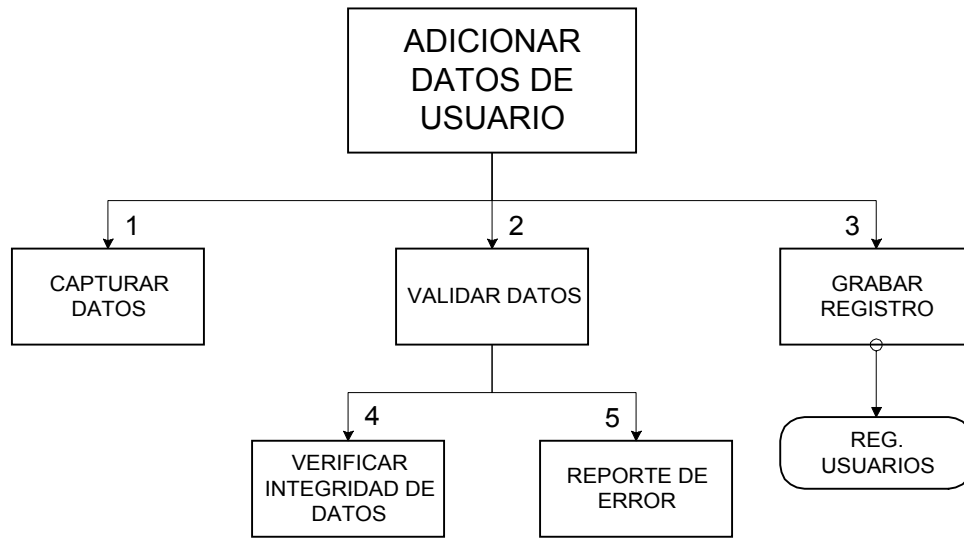 ADICIONAR
DATOS DE
USUARIO
1
2
3
CAPTURAR
DATOS
VALIDAR DATOS
GRABAR
REGISTRO
4
5
VERIFICAR
INTEGRIDAD DE
DATOS
REPORTE DE
ERROR
REG.
USUARIOS